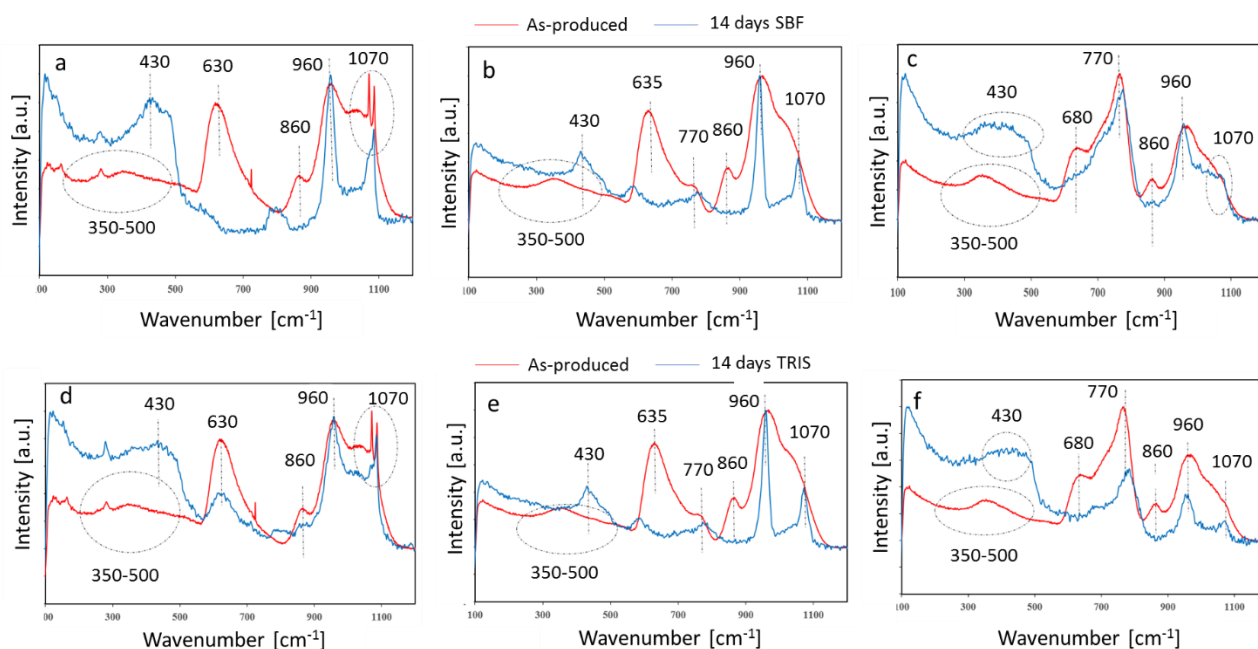 As-produced 14 days SBF
a 430 630 860 960 1070 350-500
Intensity [a.u.]
00 300 500 700 900 1100
Wavenumber [cm-1]
b 430 635 770 860 960 1070 350-500
Intensity [a.u.]
100 300 500 700 900 1100
Wavenumber [cm-1]
c 430 680 770 860 960 1070 350-500
Intensity [a.u.]
100 300 500 700 900 1100
Wavenumber [cm-1]
As-produced 14 days TRIS
d 430 630 860 960 1070 350-500
Intensity [a.u.]
00 300 500 700 900 1100
Wavenumber [cm-1]
e 430 635 770 860 960 1070 350-500
Intensity [a.u.]
100 300 500 700 900 1100
Wavenumber [cm-1]
f 430 680 770 860 960 1070 350-500
Intensity [a.u.]
100 300 500 700 900 1100
Wavenumber [cm-1]